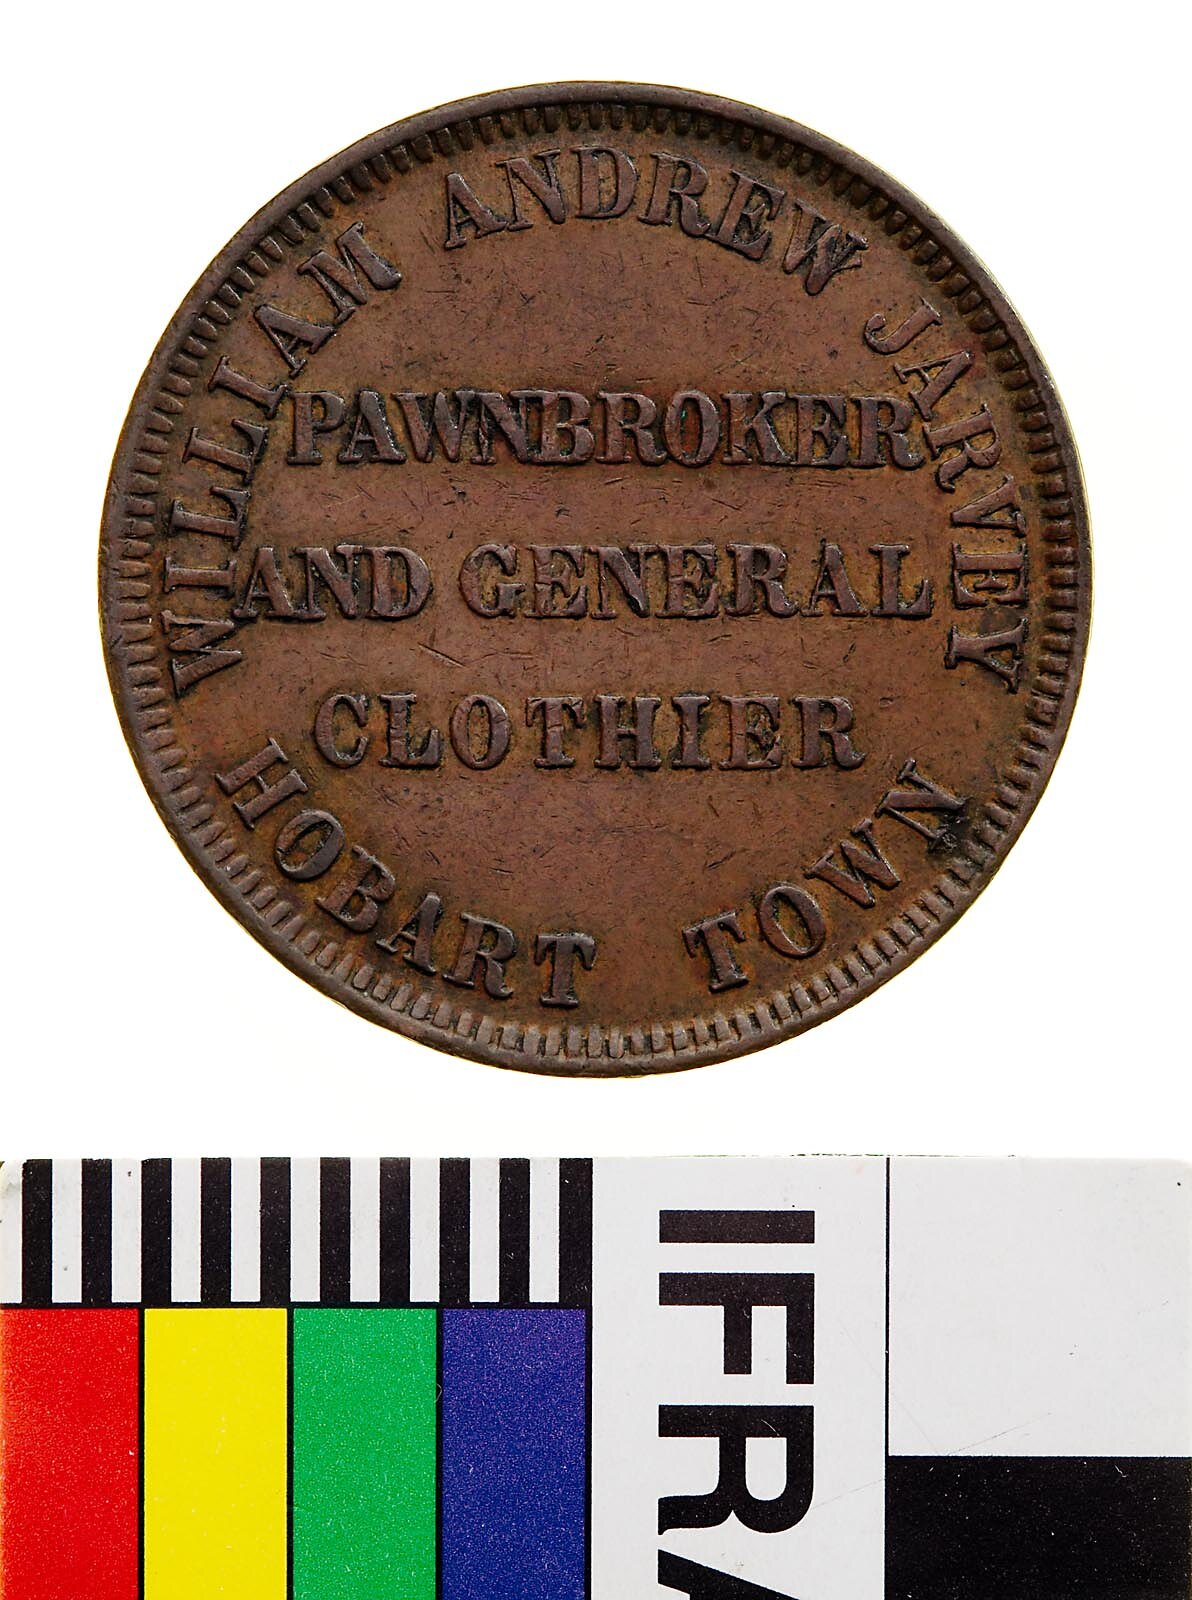 WILLIAM ANDREW JARVEY
PAWNBROKER
AND GENERAL
CLOTHIER
HOBART TOWN
IFRA